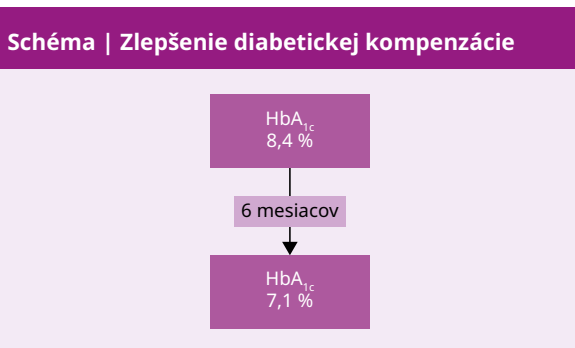 Schéma | Zlepšenie diabetickej kompenzácie
HbA1c
8,4 %
6 mesiacov
HbA1c
7,1 %